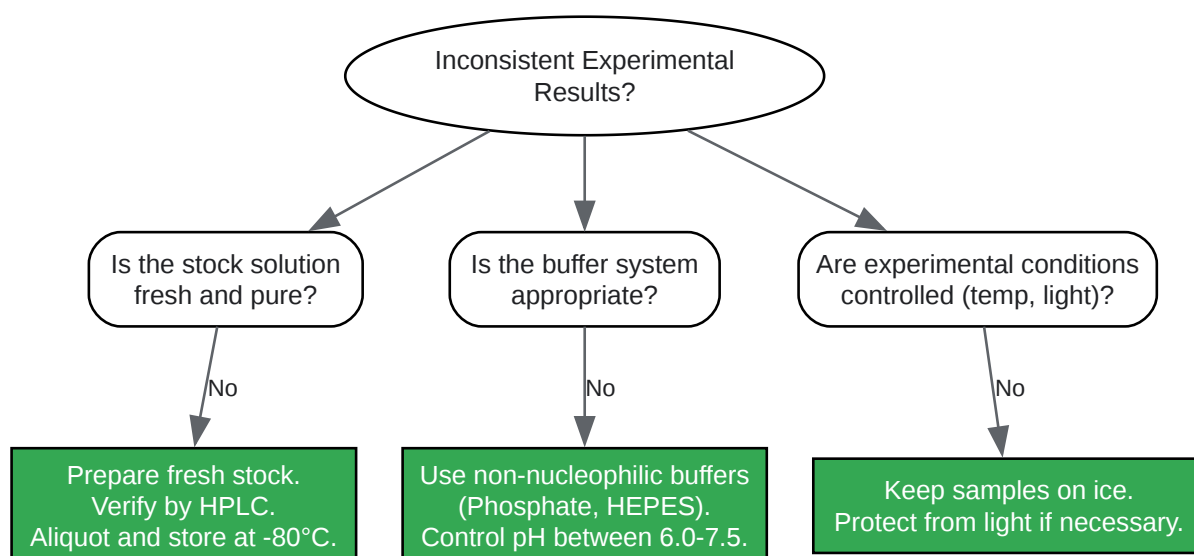 Inconsistent Experimental
Results?
Is the stock solution
fresh and pure?
Is the buffer system
appropriate?
Are experimental conditions
controlled (temp, light)?
No
No
No
Prepare fresh stock.
Verify by HPLC.
Aliquot and store at -80°C.
Use non-nucleophilic buffers
(Phosphate, HEPES).
Control pH between 6.0-7.5.
Keep samples on ice.
Protect from light if necessary.